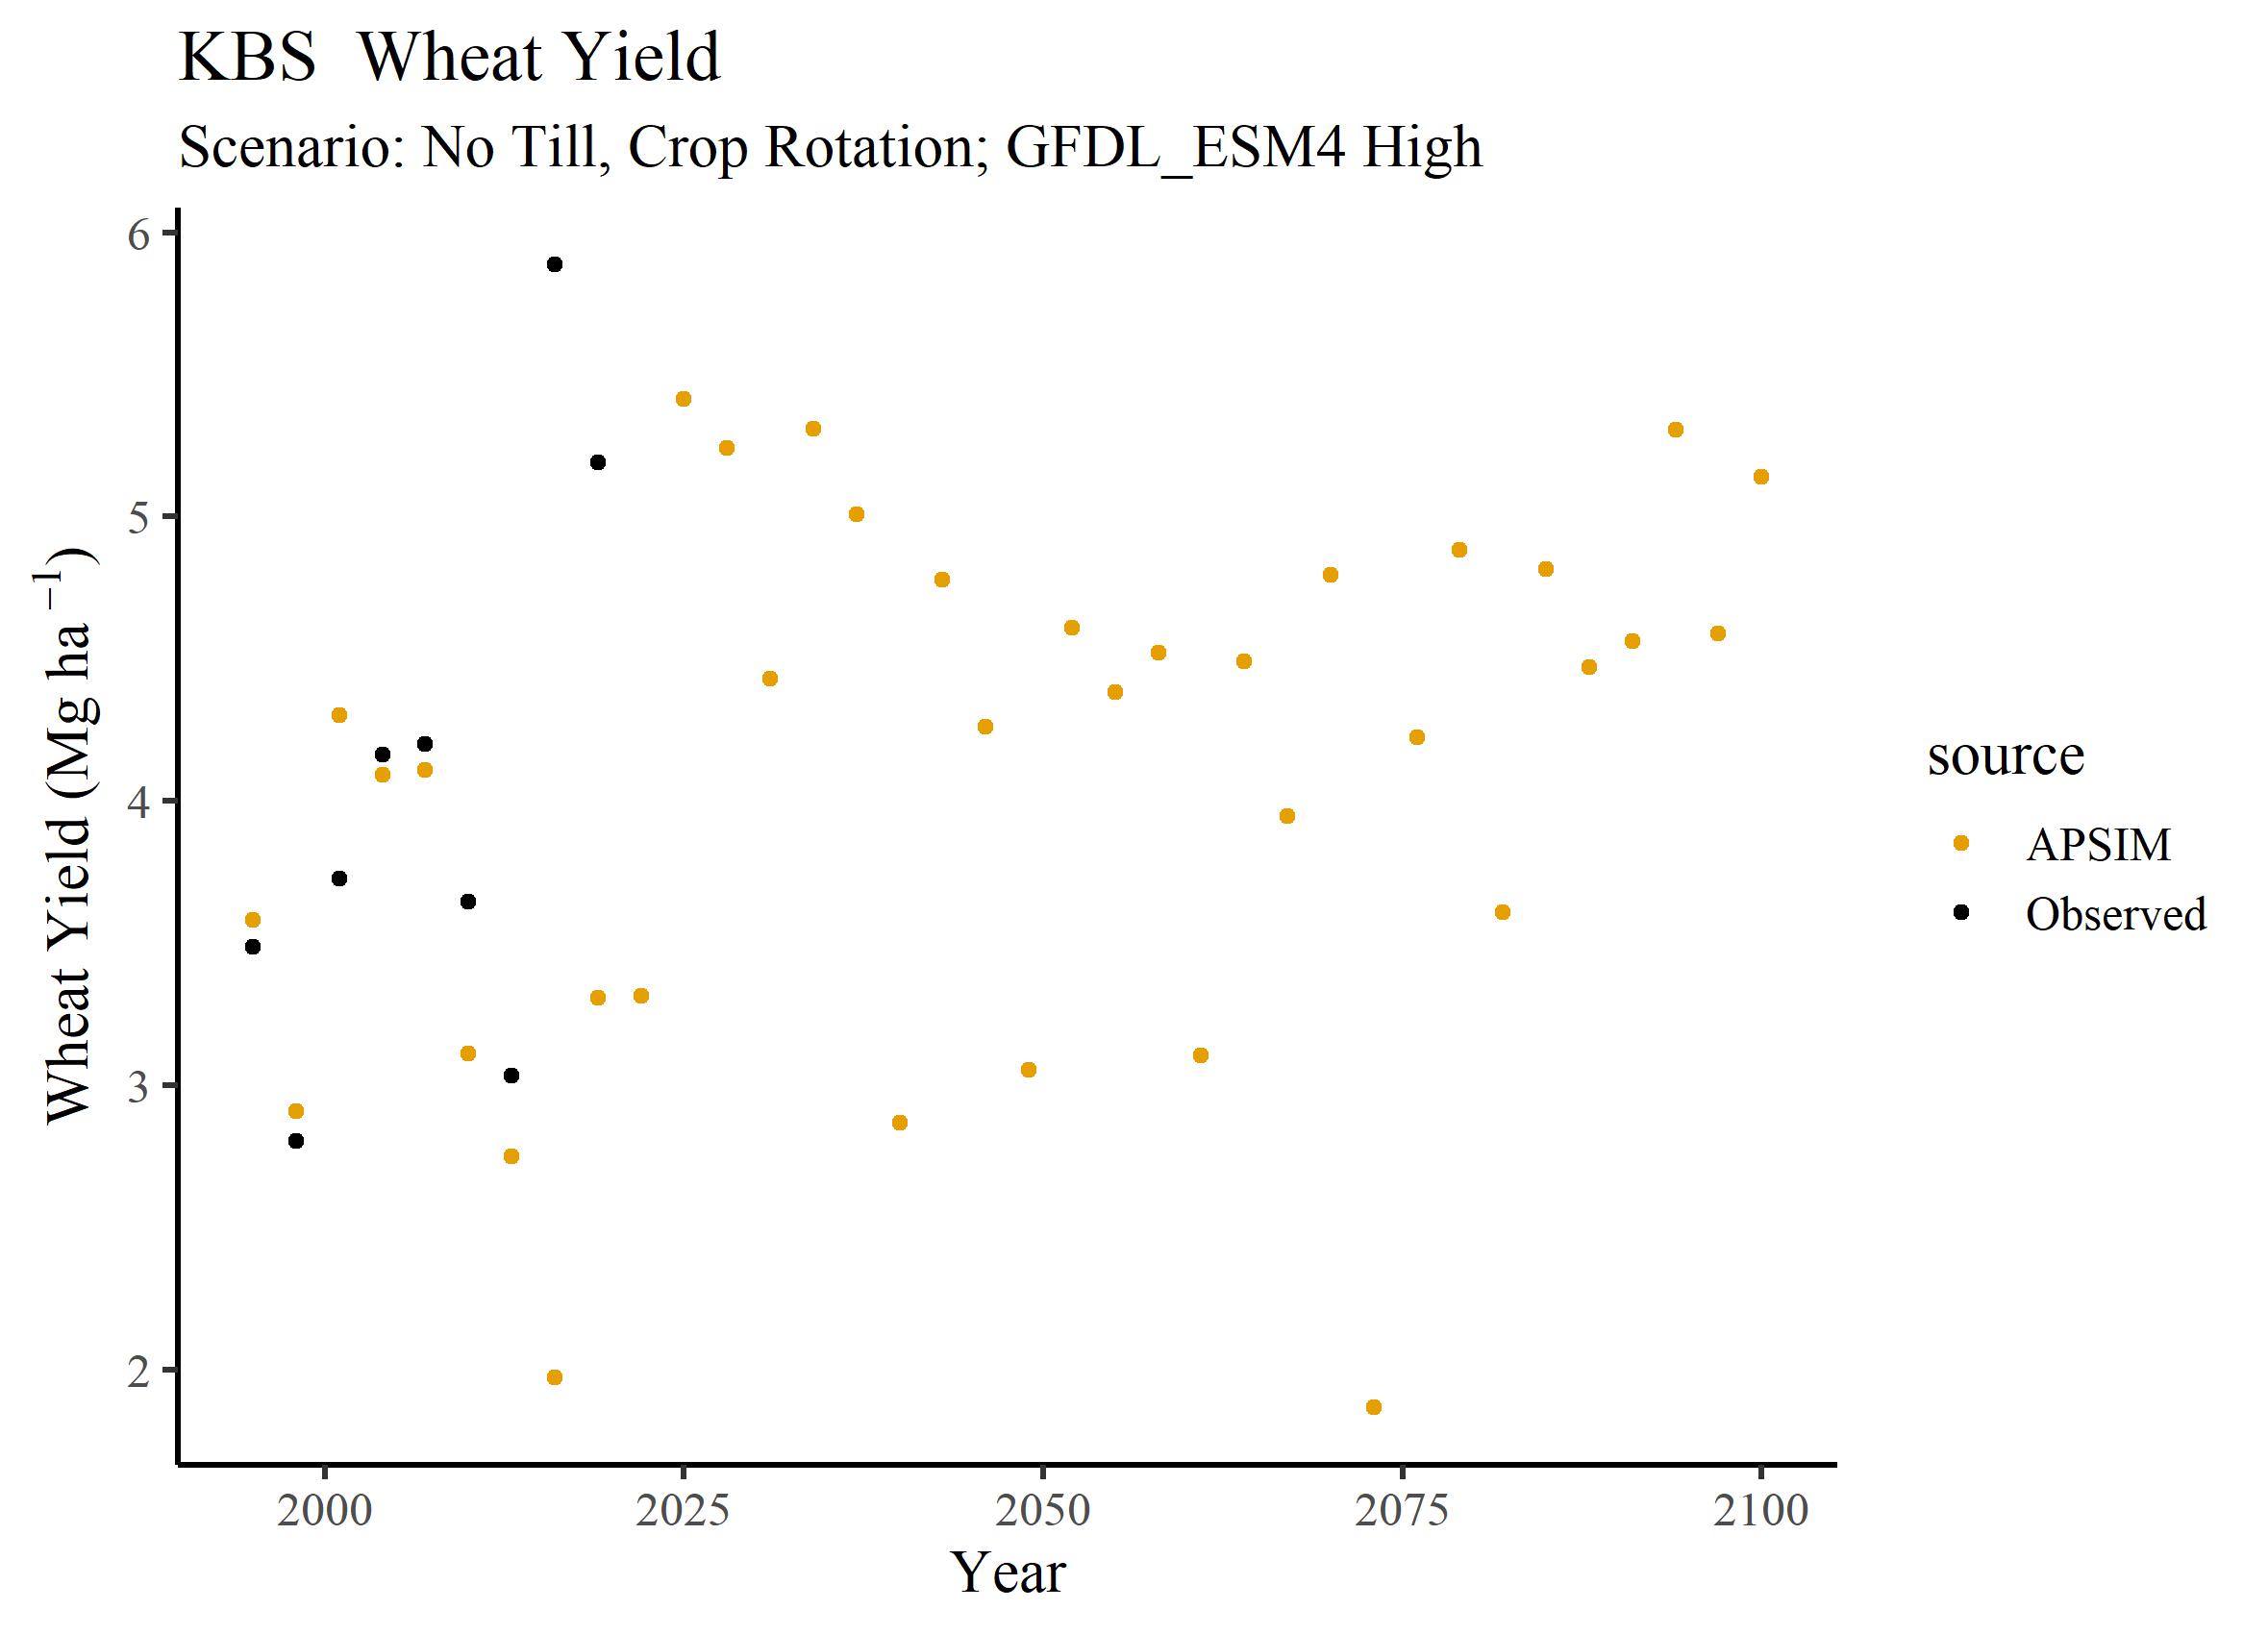 KBS  Wheat Yield
Scenario: No Till, Crop Rotation; GFDL_ESM4 High
Wheat Yield (Mg ha⁻¹)
6
5
4
3
2
2000 2025 2050 2075 2100
Year
source
APSIM
Observed